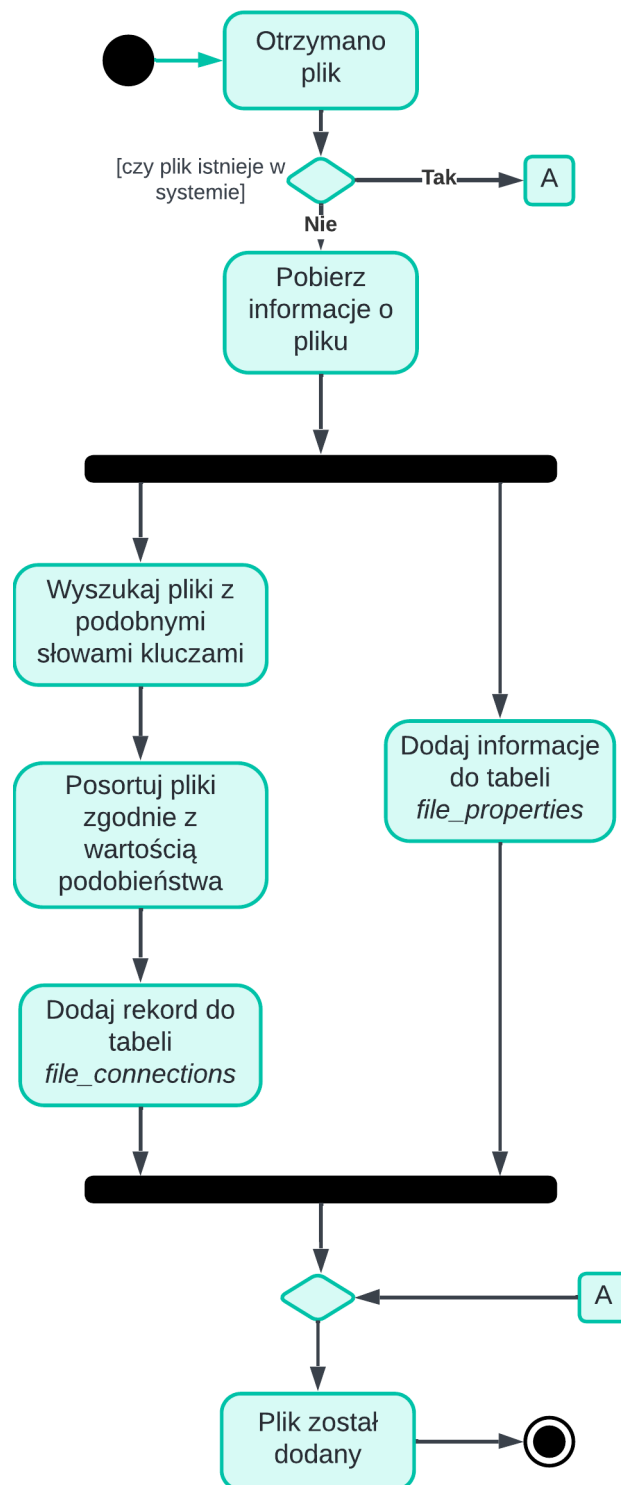 Otrzymano
plik
[czy plik istnieje w
systemie]
Tak
A
Nie
Pobierz
informacje o
pliku
Wyszukaj pliki z
podobnymi
słowami kluczami
Posortuj pliki
zgodnie z
wartością
podobieństwa
Dodaj rekord do
tabeli
file_connections
Dodaj informacje
do tabeli
file_properties
A
Plik został
dodany